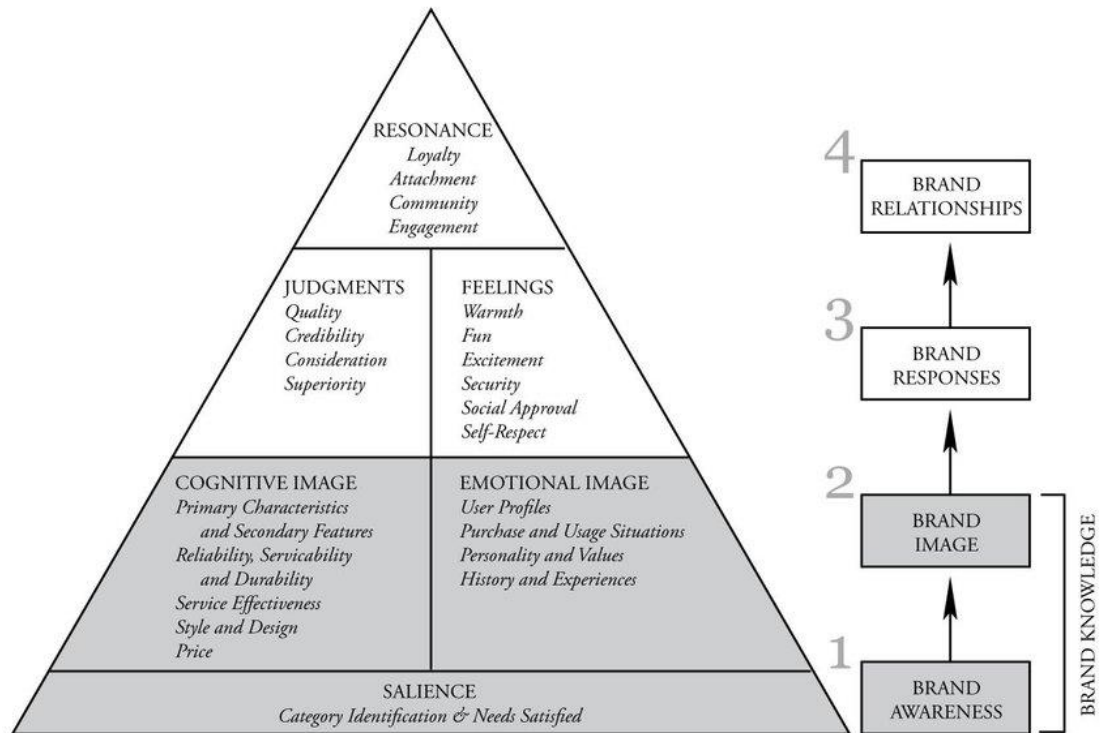 RESONANCE
Loyalty
Attachment
Community
Engagement
JUDGMENTS
Quality
Credibility
Consideration
Superiority
FEELINGS
Warmth
Fun
Excitement
Security
Social Approval
Self-Respect
COGNITIVE IMAGE
Primary Characteristics
and Secondary Features
Reliability, Servicability
and Durability
Service Effectiveness
Style and Design
Price
EMOTIONAL IMAGE
User Profiles
Purchase and Usage Situations
Personality and Values
History and Experiences
SALIENCE
Category Identification & Needs Satisfied
4
BRAND
RELATIONSHIPS
3
BRAND
RESPONSES
2
BRAND
IMAGE
1
BRAND
AWARENESS
BRAND KNOWLEDGE